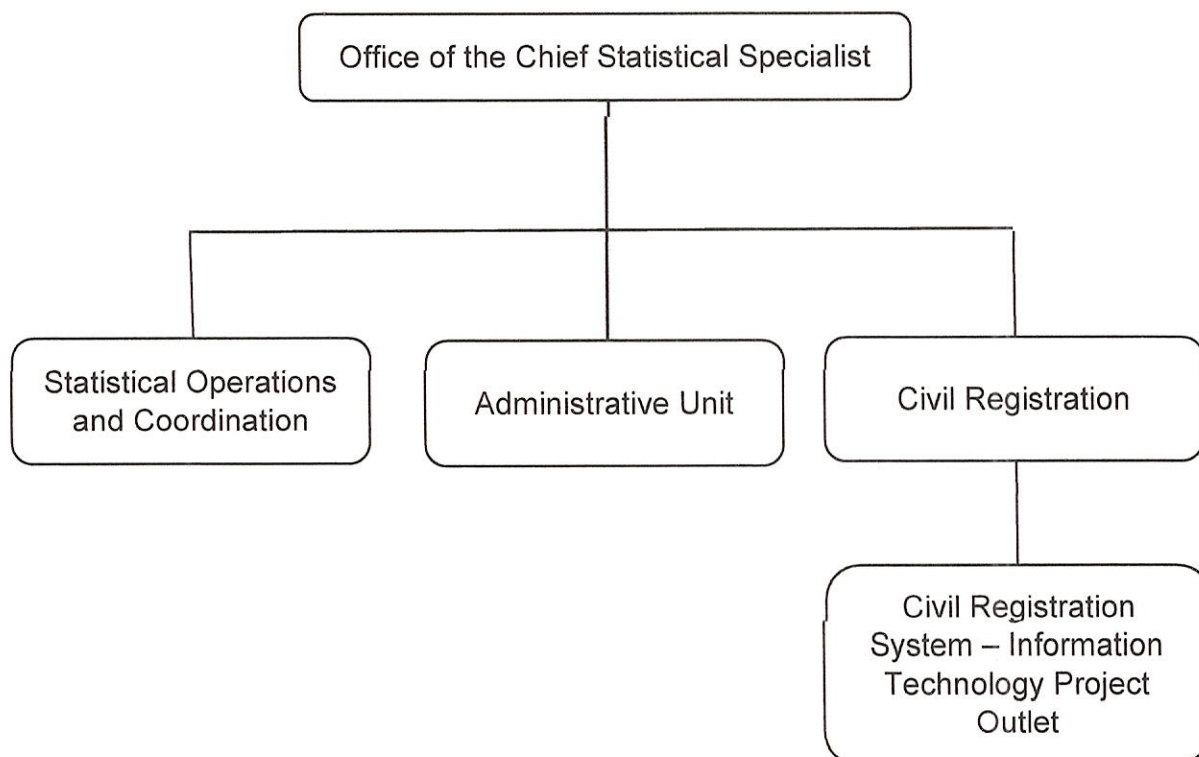 Office of the Chief Statistical Specialist
Statistical Operations
and Coordination
Administrative Unit
Civil Registration
Civil Registration
System – Information
Technology Project
Outlet